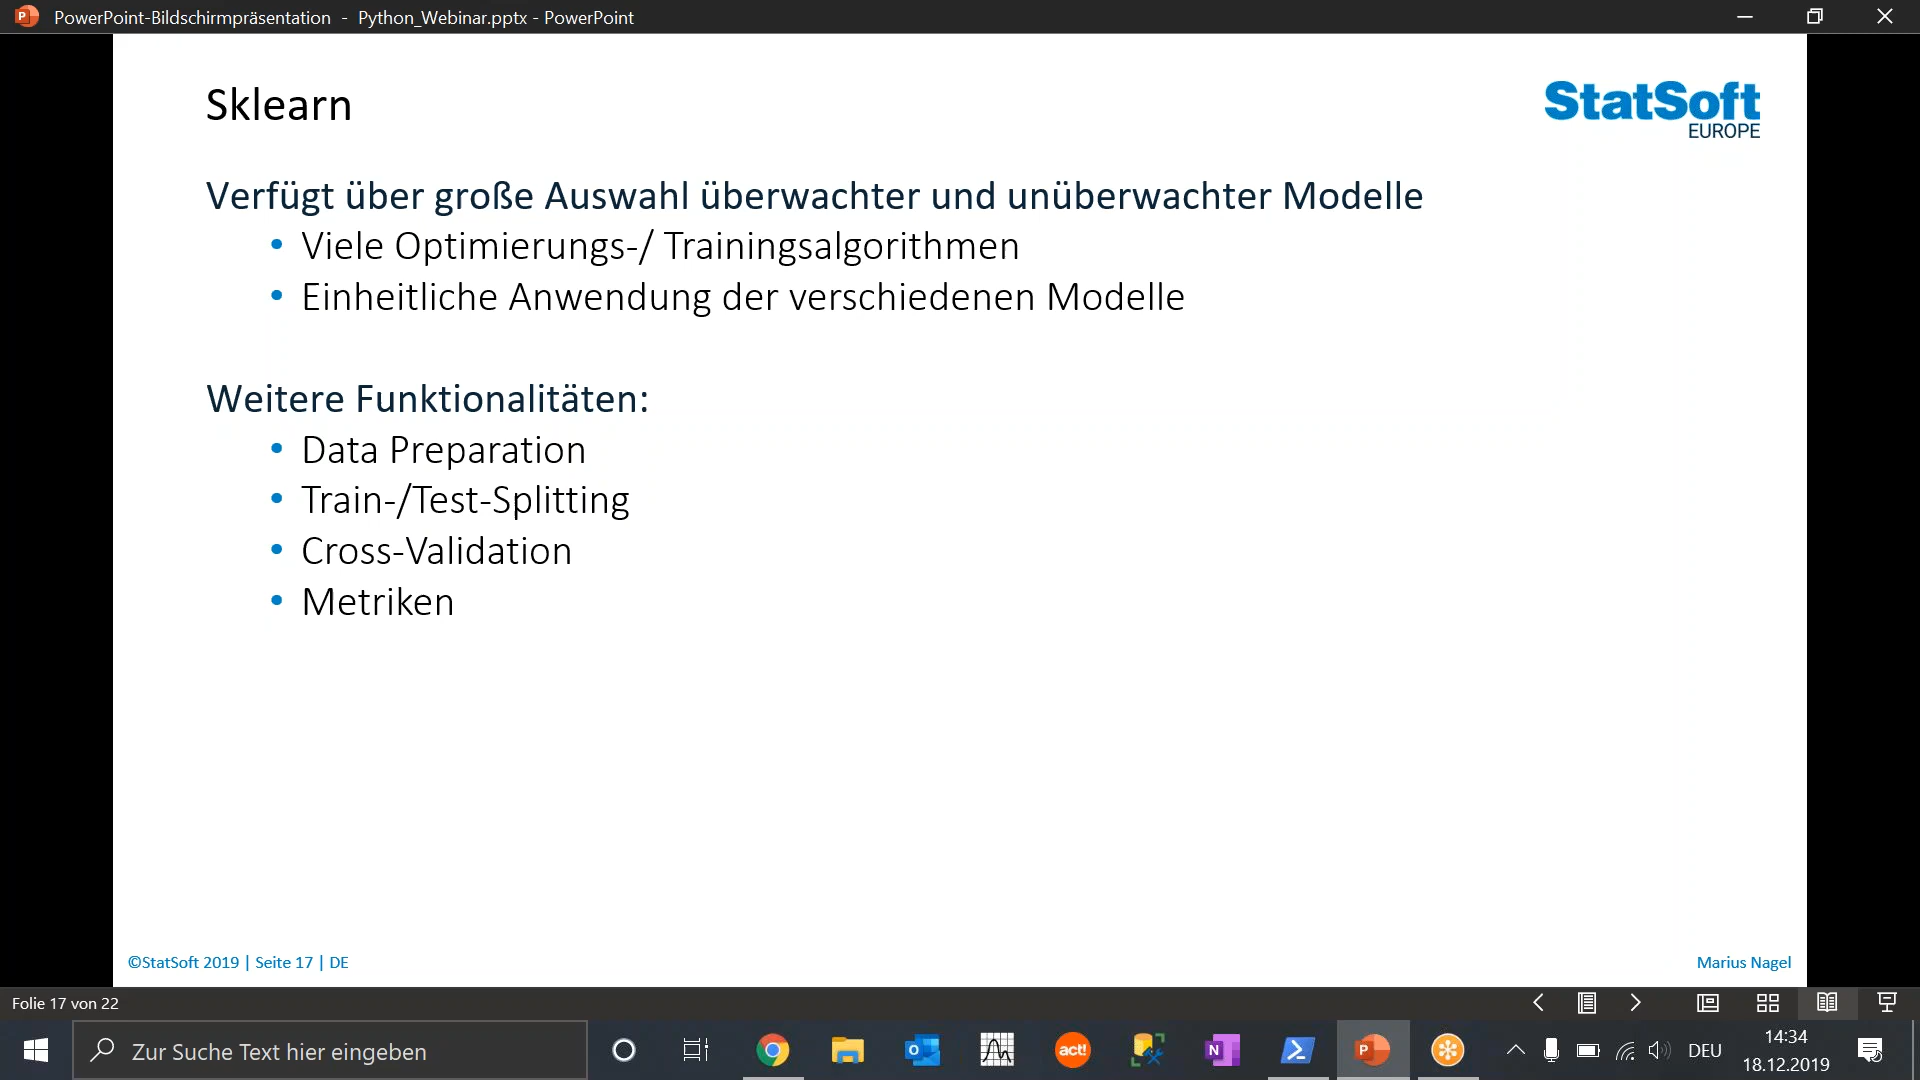 PowerPoint-Bildschirmpräsentation - Python_Webinar.pptx - PowerPoint
Sklearn
StatSoft
EUROPE
Verfügt über große Auswahl überwachter und unüberwachter Modelle
• Viele Optimierungs-/ Trainingsalgorithmen
• Einheitliche Anwendung der verschiedenen Modelle
Weitere Funktionalitäten:
• Data Preparation
• Train-/Test-Splitting
• Cross-Validation
• Metriken
©StatSoft 2019 | Seite 17 | DE
Marius Nagel
Folie 17 von 22
Zur Suche Text hier eingeben
act!
DEU
14:34
18.12.2019